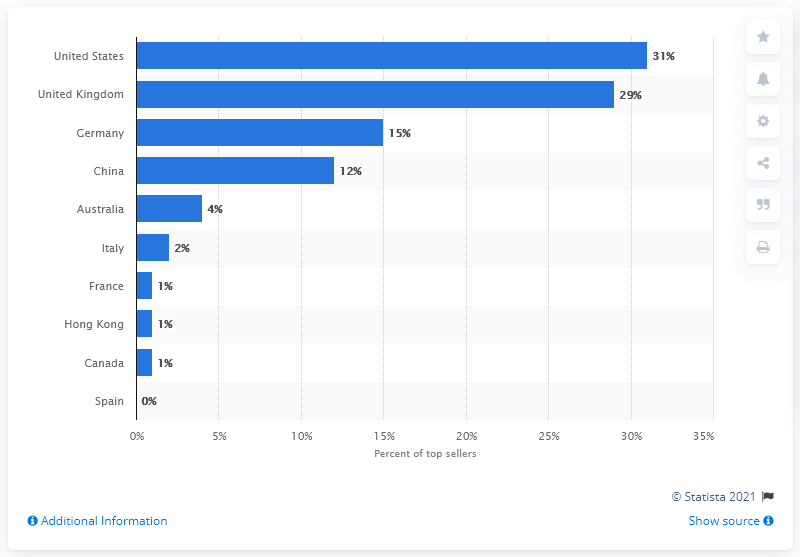 United States 31%
United Kingdom 29%
Germany 15%
China 12%
Australia 4%
Italy 2%
France 1%
Hong Kong 1%
Canada 1%
Spain 0%
0% 5% 10% 15% 20% 25% 30% 35%
Percent of top sellers
© Statista 2021
Additional Information Show source